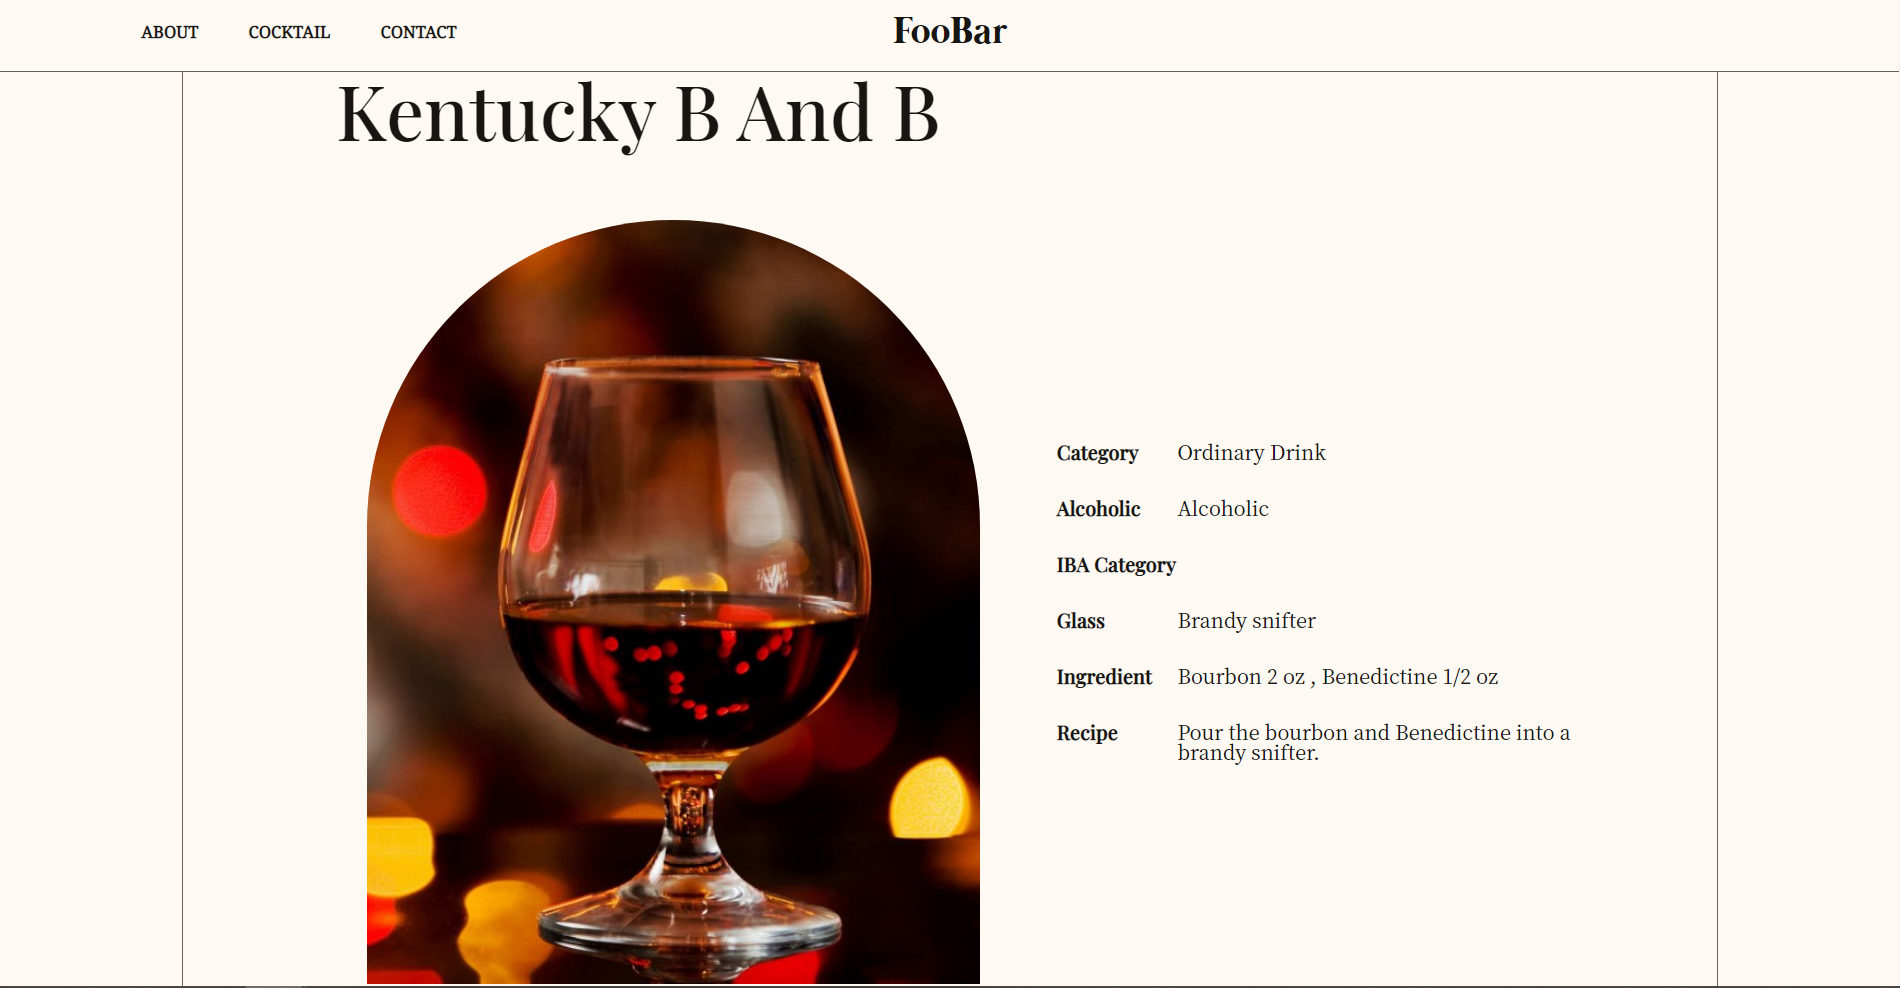 ABOUT COCKTAIL CONTACT FooBar
Kentucky B And B
Category Ordinary Drink
Alcoholic Alcoholic
IBA Category
Glass Brandy snifter
Ingredient Bourbon 2 oz , Benedictine 1/2 oz
Recipe Pour the bourbon and Benedictine into a
brandy snifter.